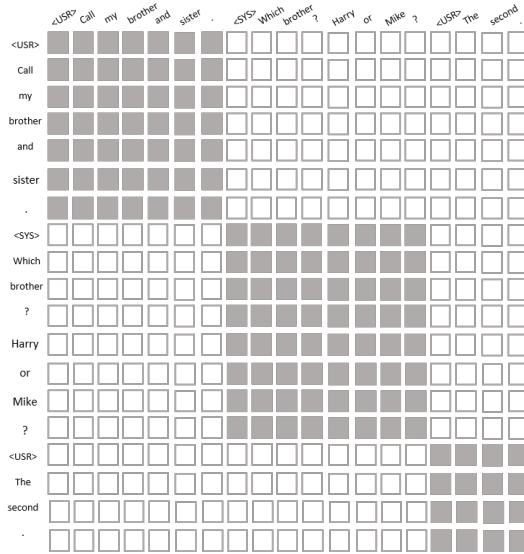 <USR> Call my brother and sister . <SYS> Which brother ? Harry or Mike ? <USR> The second .
<USR>
Call
my
brother
and
sister
.
<SYS>
Which
brother
?
Harry
or
Mike
?
<USR>
The
second
.